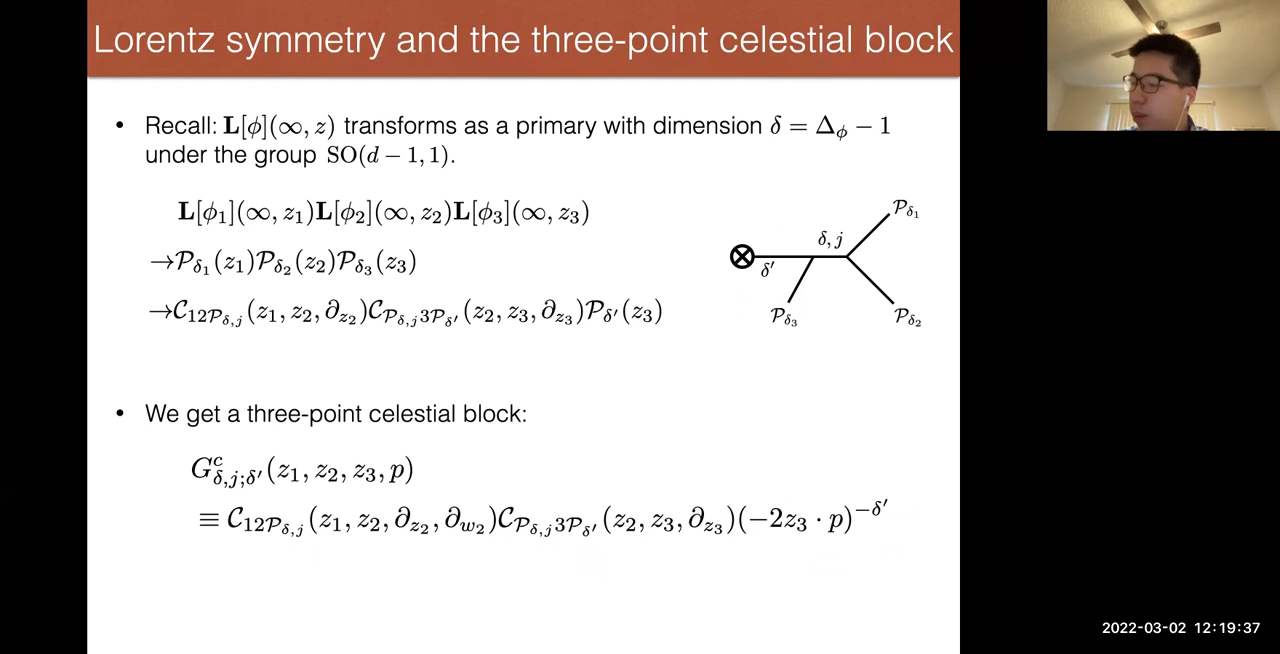 Lorentz symmetry and the three-point celestial block
• Recall: L[ϕ](∞, z) transforms as a primary with dimension δ = Δ_ϕ − 1
under the group SO(d − 1, 1).
L[ϕ₁](∞, z₁)L[ϕ₂](∞, z₂)L[ϕ₃](∞, z₃)
→𝒫_{δ₁}(z₁)𝒫_{δ₂}(z₂)𝒫_{δ₃}(z₃)
→𝒞_{12𝒫_{δ,j}}(z₁, z₂, ∂_{z₂})𝒞_{𝒫_{δ,j}3𝒫_{δ′}}(z₂, z₃, ∂_{z₃})𝒫_{δ′}(z₃)
𝒫_{δ₁}
δ, j
δ′
𝒫_{δ₃}
𝒫_{δ₂}
• We get a three-point celestial block:
G^c_{δ,j;δ′}(z₁, z₂, z₃, p)
≡ 𝒞_{12𝒫_{δ,j}}(z₁, z₂, ∂_{z₂}, ∂_{w₂})𝒞_{𝒫_{δ,j}3𝒫_{δ′}}(z₂, z₃, ∂_{z₃})(−2z₃ · p)^{−δ′}
2022-03-02 12:19:37